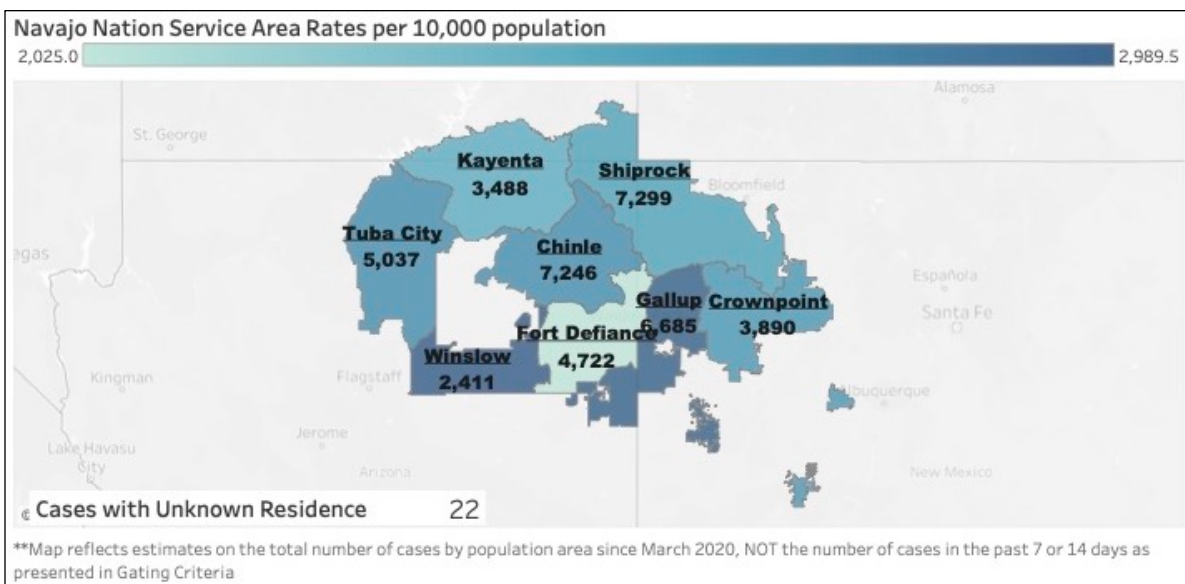 Navajo Nation Service Area Rates per 10,000 population
2,025.0
2,989.5
Alamosa
St. George
Kayenta
3,488
Shiprock
7,299
Bloomfield
Tuba City
5,037
Chinle
7,246
egas
Española
Gallup
6,685
Crownpoint
3,890
Santa Fe
Fort Defiance
4,722
Winslow
2,411
Kingman
Flagstaff
Albuquerque
Jerome
Lake Havasu
City
Arizona
New Mexico
©
Cases with Unknown Residence 22
**Map reflects estimates on the total number of cases by population area since March 2020, NOT the number of cases in the past 7 or 14 days as
presented in Gating Criteria